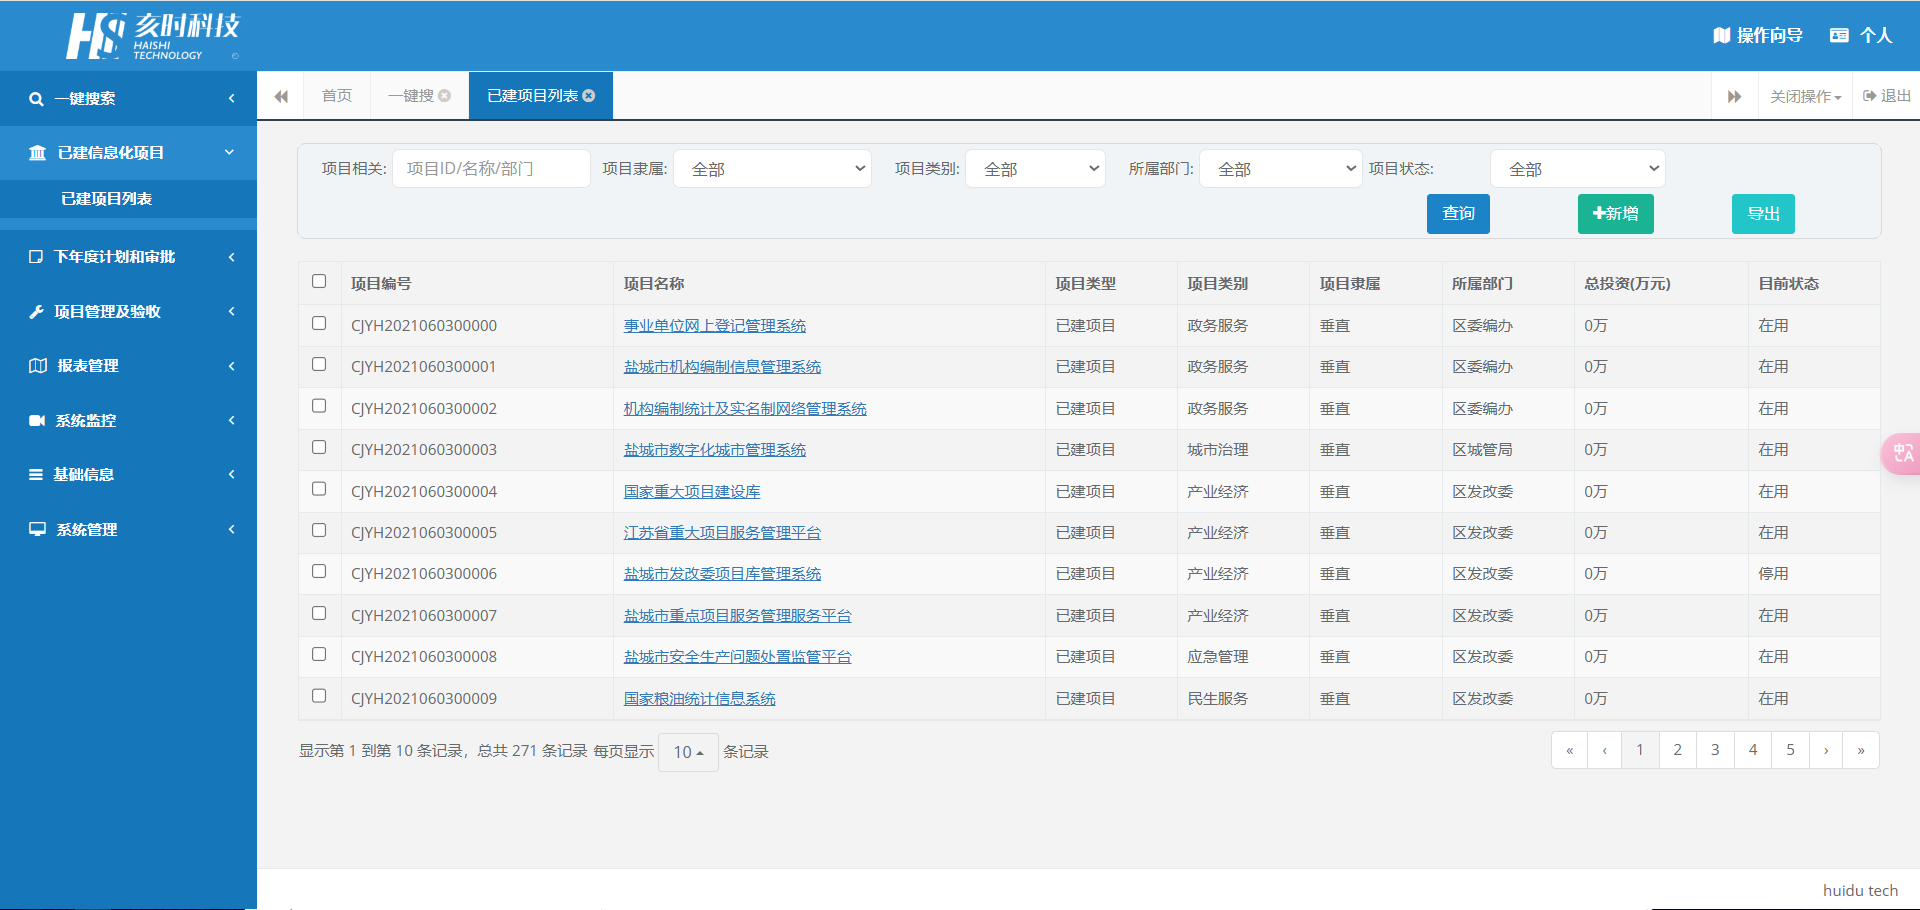 HS 亥时科技
HAISHI
TECHNOLOGY
操作向导 个人
一键搜索
已建信息化项目
已建项目列表
下年度计划和审批
项目管理及验收
报表管理
系统监控
基础信息
系统管理
首页 一键搜 已建项目列表 关闭操作 退出
项目相关: 项目ID/名称/部门 项目隶属: 全部 项目类别: 全部 所属部门: 全部 项目状态: 全部
查询 新增 导出
项目编号 项目名称 项目类型 项目类别 项目隶属 所属部门 总投资(万元) 目前状态
CJYH2021060300000 事业单位网上登记管理系统 已建项目 政务服务 垂直 区委编办 0万 在用
CJYH2021060300001 盐城市机构编制信息管理系统 已建项目 政务服务 垂直 区委编办 0万 在用
CJYH2021060300002 机构编制统计及实名制网络管理系统 已建项目 政务服务 垂直 区委编办 0万 在用
CJYH2021060300003 盐城市数字化城市管理系统 已建项目 城市治理 垂直 区城管局 0万 在用
CJYH2021060300004 国家重大项目建设库 已建项目 产业经济 垂直 区发改委 0万 在用
CJYH2021060300005 江苏省重大项目服务管理平台 已建项目 产业经济 垂直 区发改委 0万 在用
CJYH2021060300006 盐城市发改委项目库管理系统 已建项目 产业经济 垂直 区发改委 0万 停用
CJYH2021060300007 盐城市重点项目服务管理服务平台 已建项目 产业经济 垂直 区发改委 0万 在用
CJYH2021060300008 盐城市安全生产问题处置监管平台 已建项目 应急管理 垂直 区发改委 0万 在用
CJYH2021060300009 国家粮油统计信息系统 已建项目 民生服务 垂直 区发改委 0万 在用
显示第 1 到第 10 条记录，总共 271 条记录 每页显示 10 条记录
« ‹ 1 2 3 4 5 › »
huidu tech